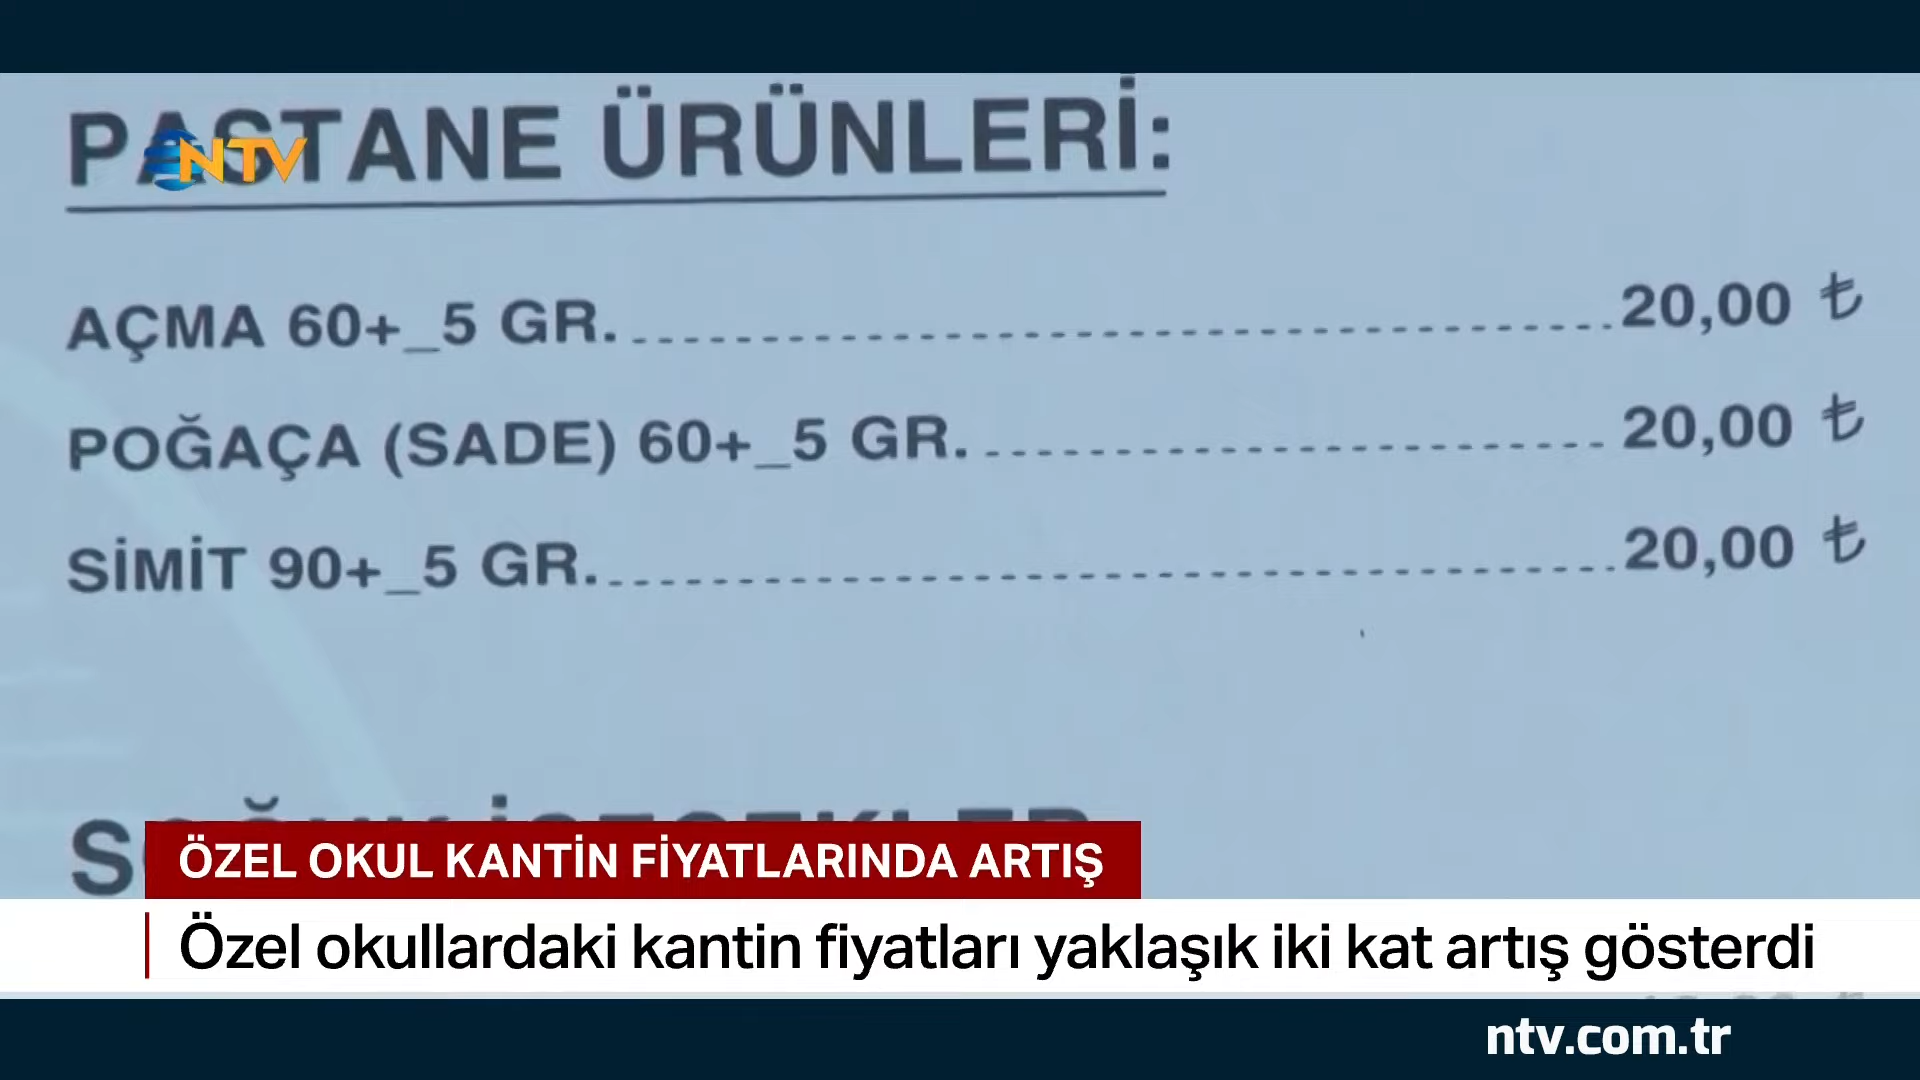 PASTANE ÜRÜNLERİ:
NTV
AÇMA 60+_5 GR. 20,00 ₺
POĞAÇA (SADE) 60+_5 GR. 20,00 ₺
SİMİT 90+_5 GR. 20,00 ₺
ÖZEL OKUL KANTİN FİYATLARINDA ARTIŞ
Özel okullardaki kantin fiyatları yaklaşık iki kat artış gösterdi
ntv.com.tr